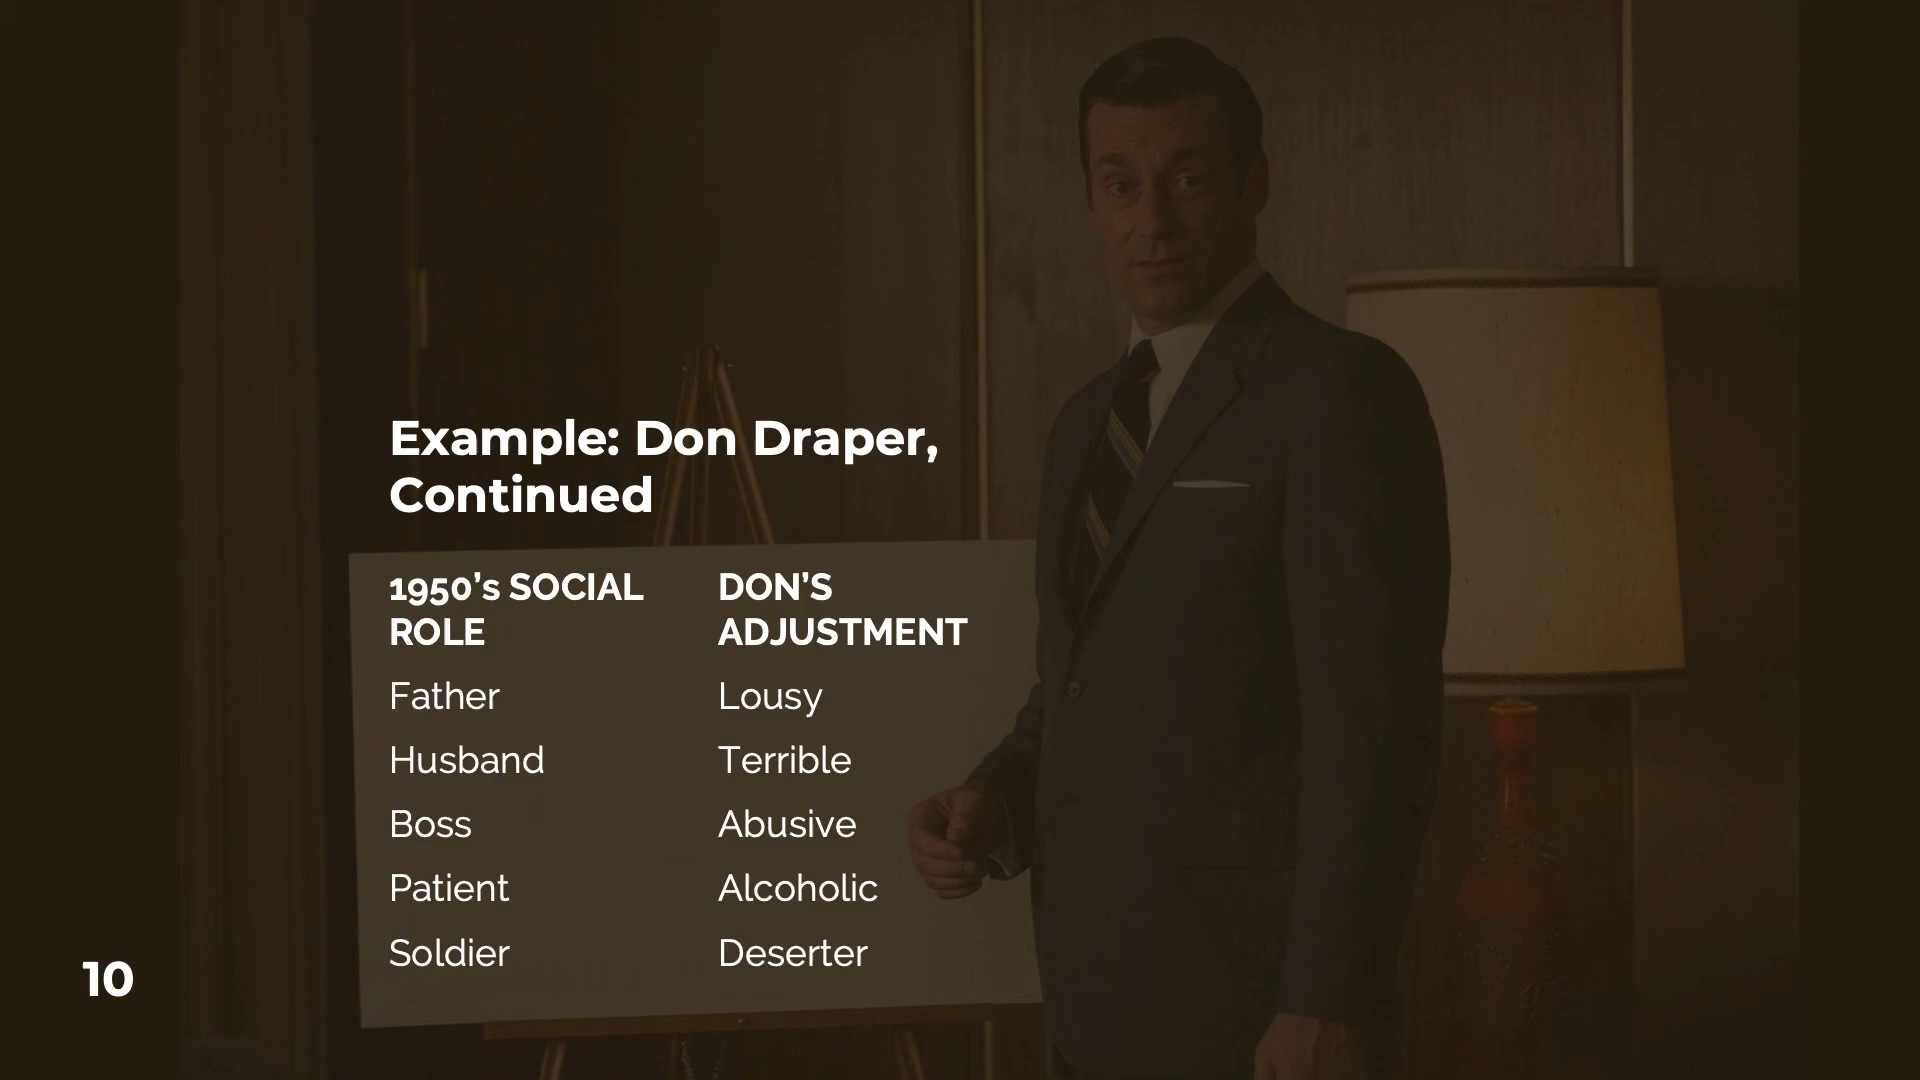 Example: Don Draper,
Continued
1950’s SOCIAL ROLE
DON’S ADJUSTMENT
Father Lousy
Husband Terrible
Boss Abusive
Patient Alcoholic
Soldier Deserter
10